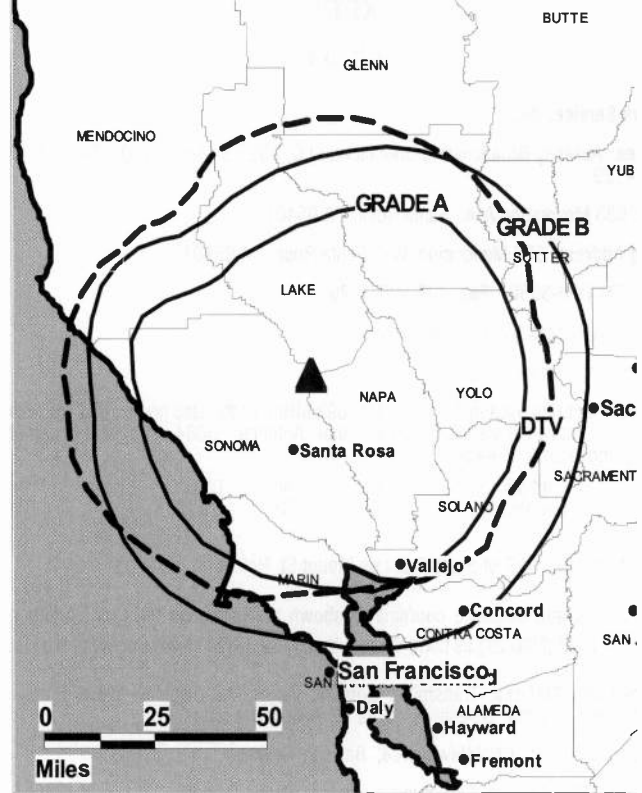 BUTTE
GLENN
MENDOCINO
YUB
GRADE A
GRADE B
SUTTER
LAKE
NAPA
YOLO
Sac
DTV
SONOMA
Santa Rosa
SACRAMENT
SOLANO
Vallejo
MARIN
Concord
CONTRA COSTA
SAN
San Francisco
SAN
Daly
ALAMEDA
Hayward
Fremont
0 25 50
Miles